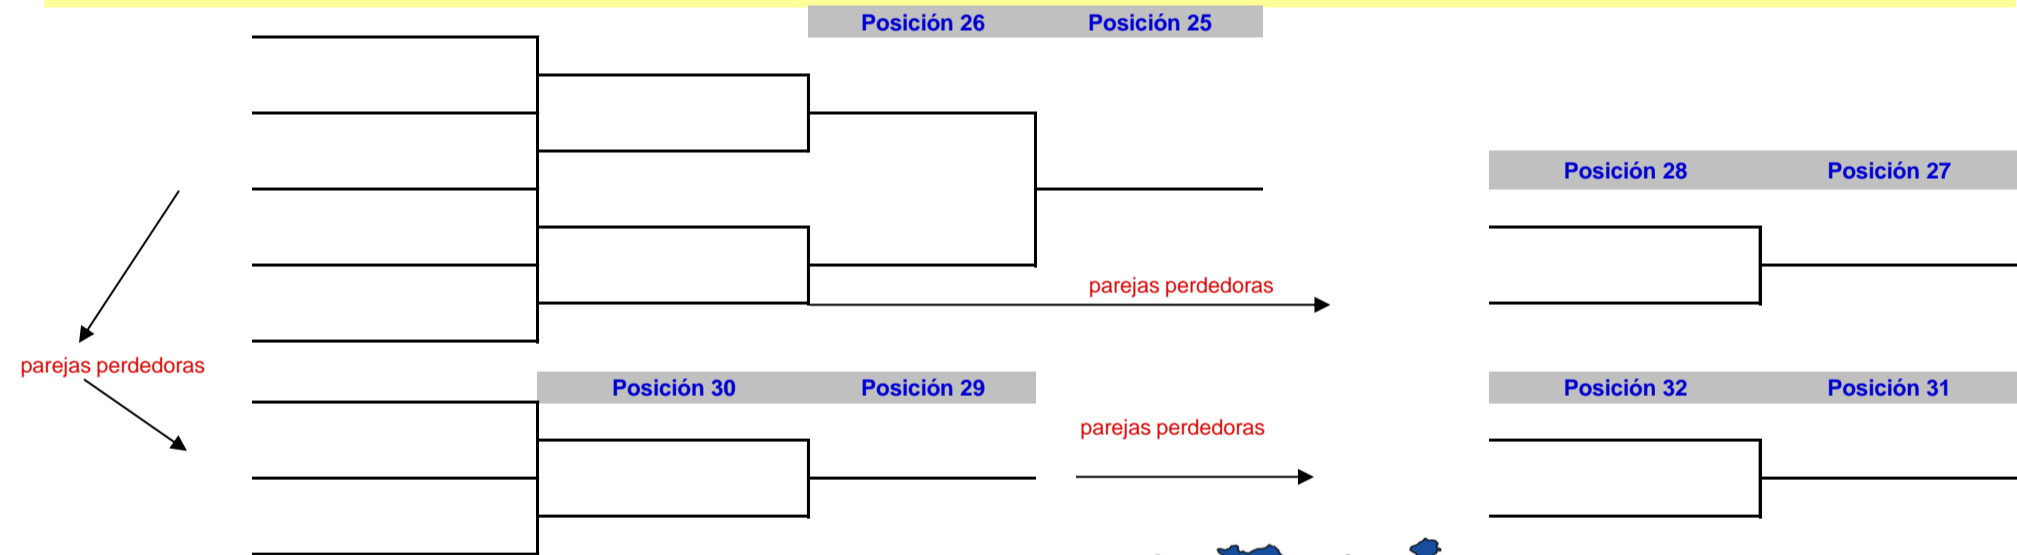 Posición 26 Posición 25
Posición 28 Posición 27
parejas perdedoras
parejas perdedoras
Posición 30 Posición 29
Posición 32 Posición 31
parejas perdedoras